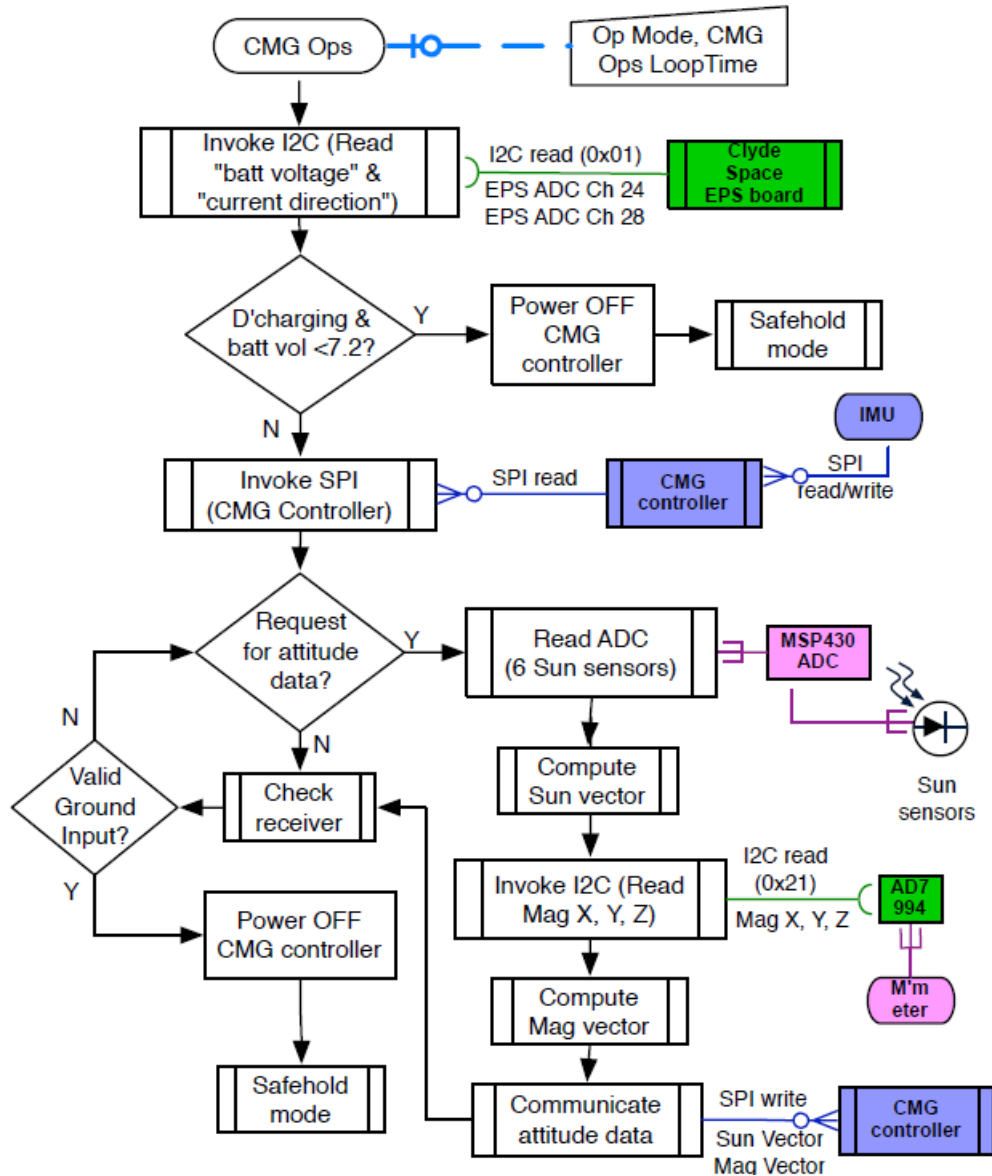 CMG Ops
Op Mode, CMG
Ops LoopTime
Invoke I2C (Read
"batt voltage" &
"current direction")
I2C read (0x01)
EPS ADC Ch 24
EPS ADC Ch 28
Clyde
Space
EPS board
D'charging &
batt vol <7.2?
Y
Power OFF
CMG
controller
Safehold
mode
N
IMU
Invoke SPI
(CMG Controller)
SPI read
CMG
controller
SPI
read/write
Request
for attitude
data?
Y
Read ADC
(6 Sun sensors)
MSP430
ADC
N
N
Valid
Ground
Input?
Check
receiver
Compute
Sun vector
Sun
sensors
Y
Invoke I2C (Read
Mag X, Y, Z)
I2C read
(0x21)
Mag X, Y, Z
AD7
994
Power OFF
CMG controller
Compute
Mag vector
M'm
eter
Safehold
mode
Communicate
attitude data
SPI write
Sun Vector
Mag Vector
CMG
controller